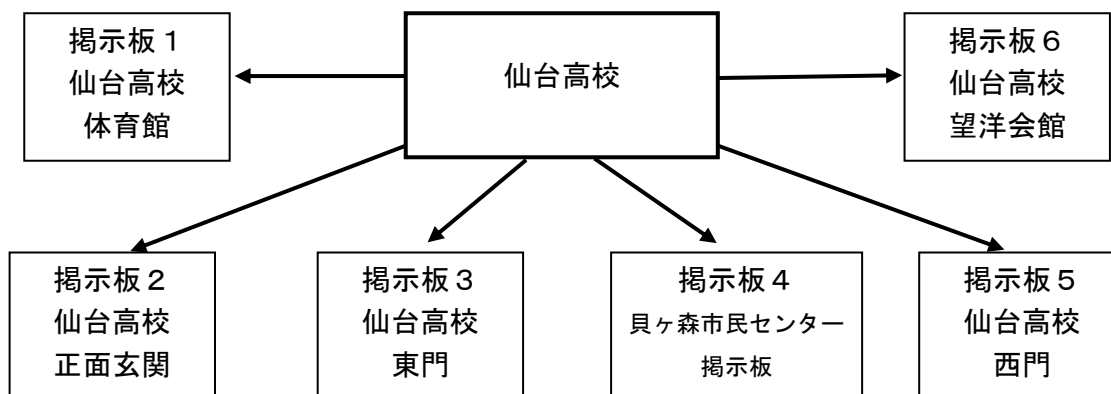 掲示板１
仙台高校
体育館
仙台高校
掲示板６
仙台高校
望洋会館
掲示板２
仙台高校
正面玄関
掲示板３
仙台高校
東門
掲示板４
貝ヶ森市民センター
掲示板
掲示板５
仙台高校
西門